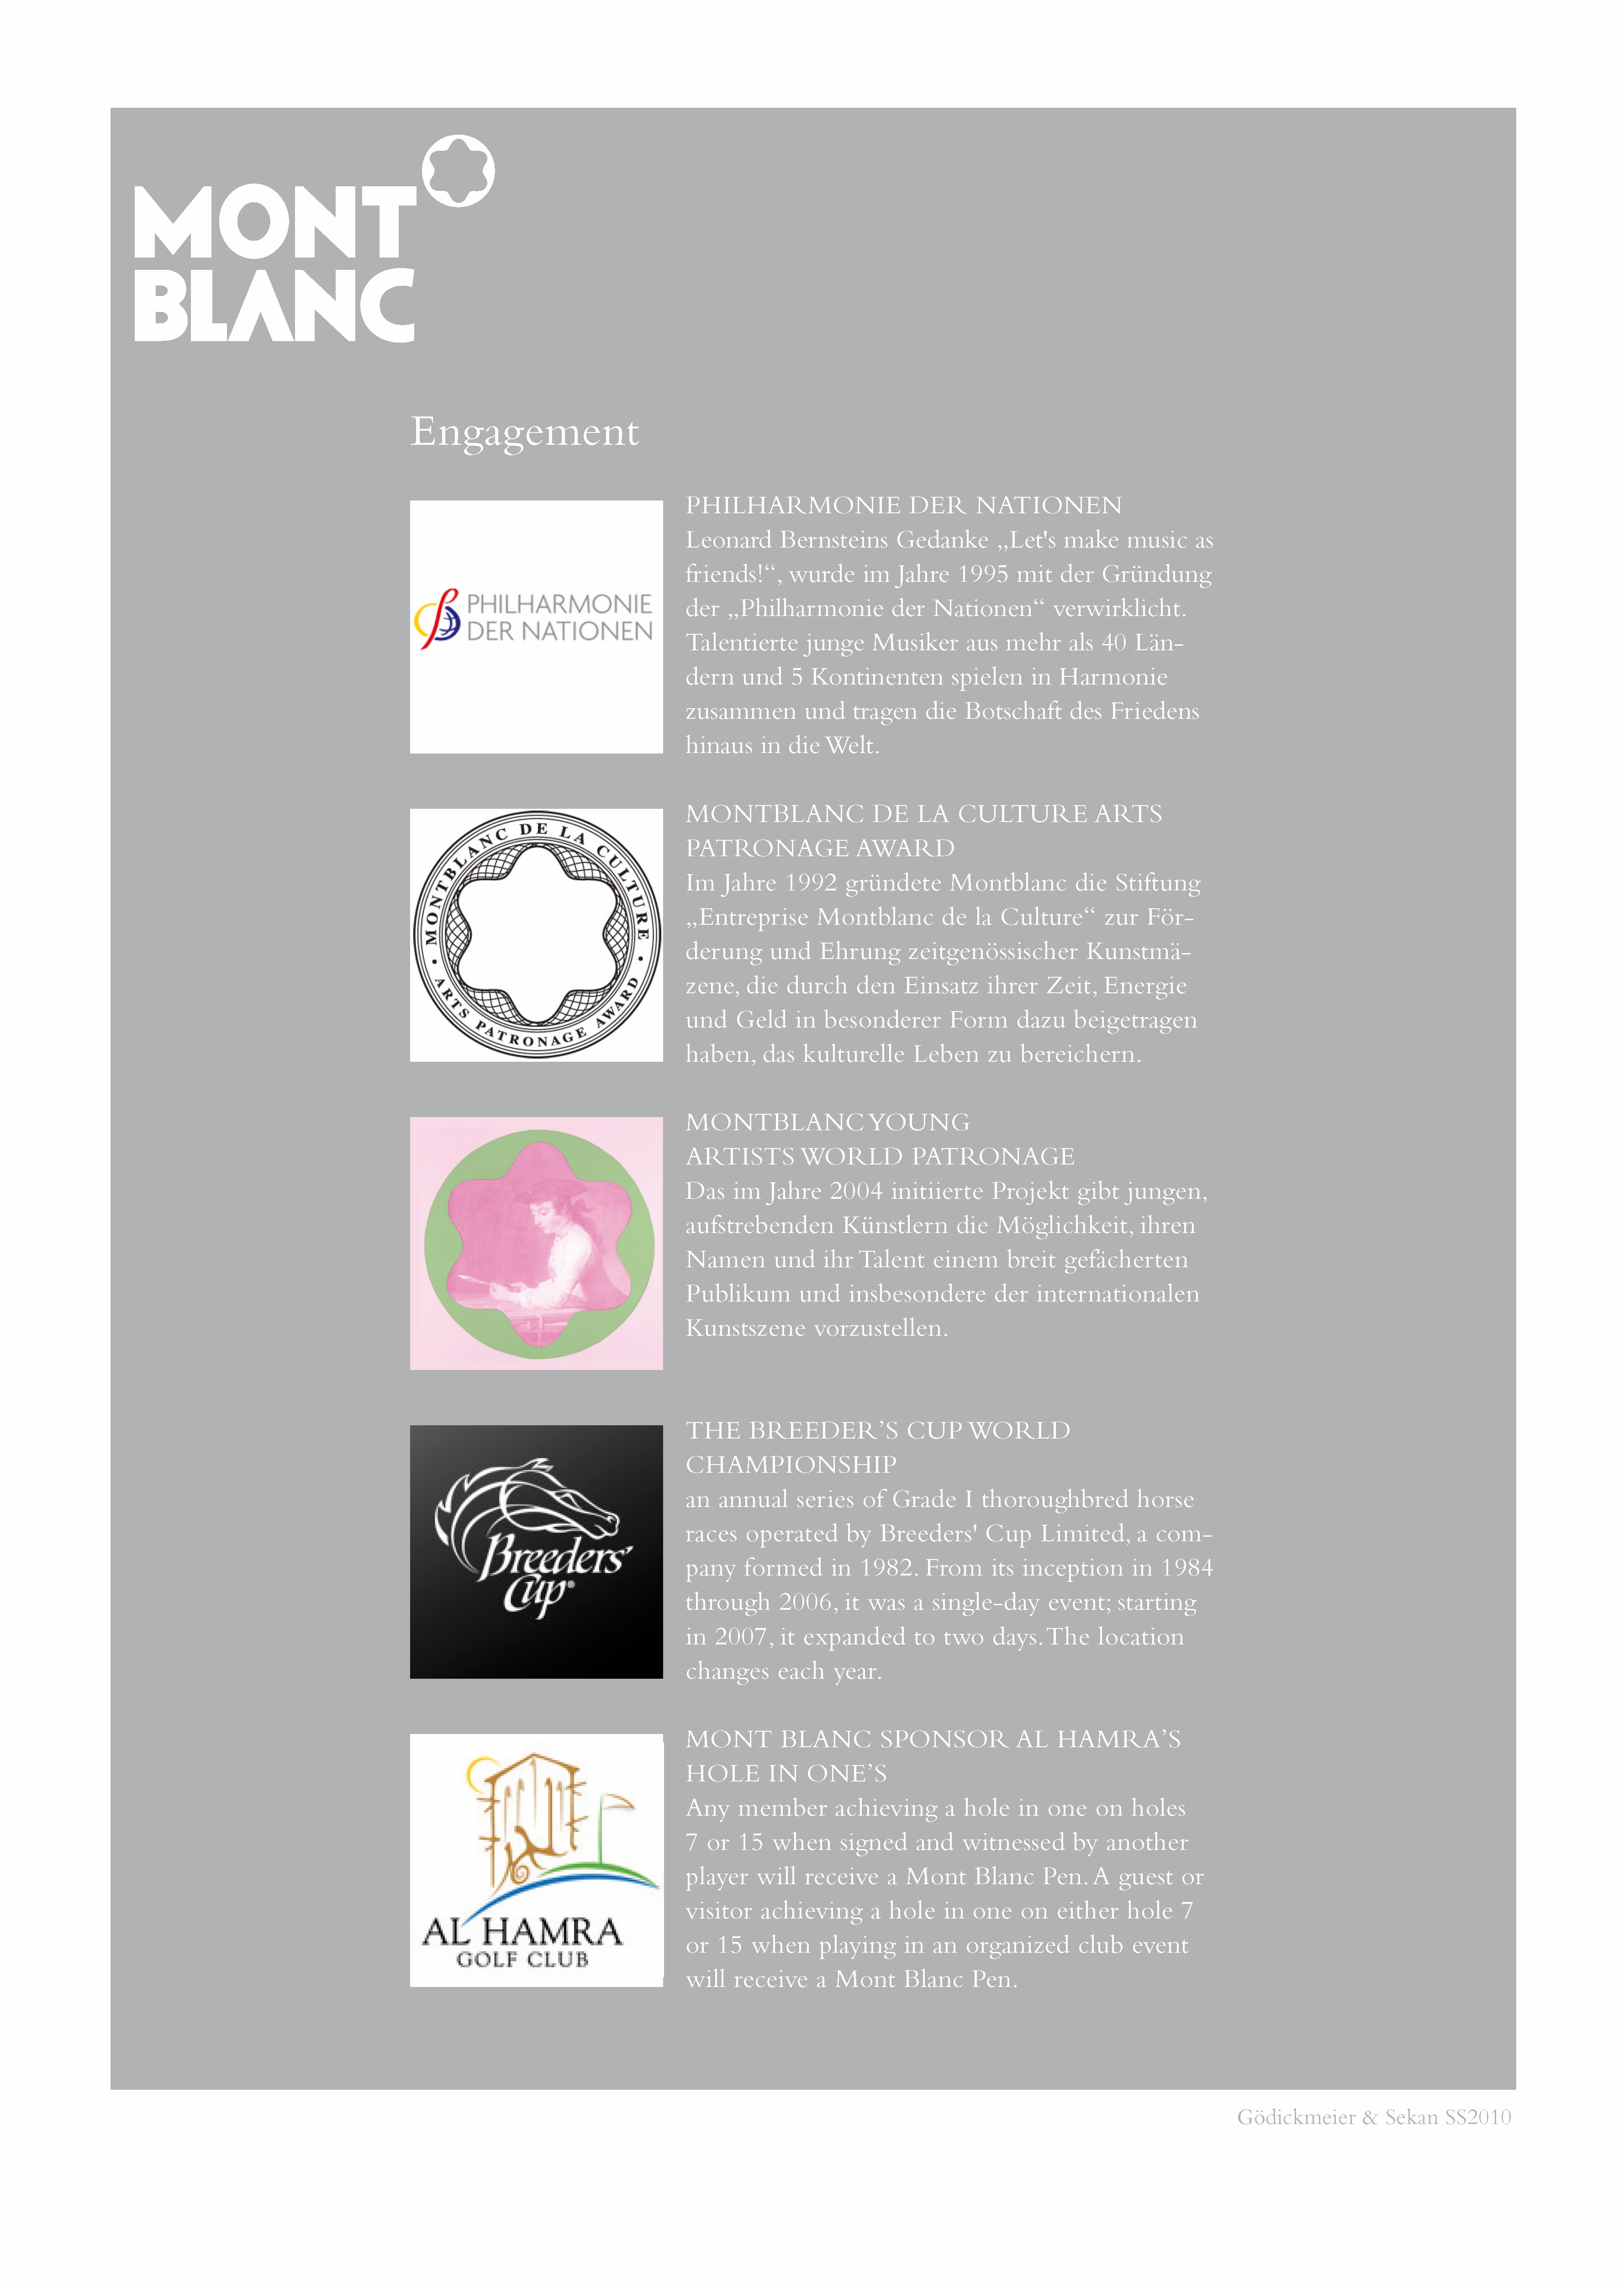 MONT
BLANC
Engagement
PHILHARMONIE
DER NATIONEN
PHILHARMONIE DER NATIONEN
Leonard Bernsteins Gedanke „Let's make music as
friends!“, wurde im Jahre 1995 mit der Gründung
der „Philharmonie der Nationen“ verwirklicht.
Talentierte junge Musiker aus mehr als 40 Län-
dern und 5 Kontinenten spielen in Harmonie
zusammen und tragen die Botschaft des Friedens
hinaus in die Welt.
MONTBLANC DE LA CULTURE • ARTS PATRONAGE AWARD •
MONTBLANC DE LA CULTURE ARTS
PATRONAGE AWARD
Im Jahre 1992 gründete Montblanc die Stiftung
„Entreprise Montblanc de la Culture“ zur För-
derung und Ehrung zeitgenössischer Kunstmä-
zene, die durch den Einsatz ihrer Zeit, Energie
und Geld in besonderer Form dazu beigetragen
haben, das kulturelle Leben zu bereichern.
MONTBLANC YOUNG
ARTISTS WORLD PATRONAGE
Das im Jahre 2004 initiierte Projekt gibt jungen,
aufstrebenden Künstlern die Möglichkeit, ihren
Namen und ihr Talent einem breit gefächerten
Publikum und insbesondere der internationalen
Kunstszene vorzustellen.
Breeders'
Cup®
THE BREEDER’S CUP WORLD
CHAMPIONSHIP
an annual series of Grade I thoroughbred horse
races operated by Breeders' Cup Limited, a com-
pany formed in 1982. From its inception in 1984
through 2006, it was a single-day event; starting
in 2007, it expanded to two days. The location
changes each year.
AL HAMRA
GOLF CLUB
MONT BLANC SPONSOR AL HAMRA’S
HOLE IN ONE’S
Any member achieving a hole in one on holes
7 or 15 when signed and witnessed by another
player will receive a Mont Blanc Pen. A guest or
visitor achieving a hole in one on either hole 7
or 15 when playing in an organized club event
will receive a Mont Blanc Pen.
Gödickmeier & Sekan SS2010